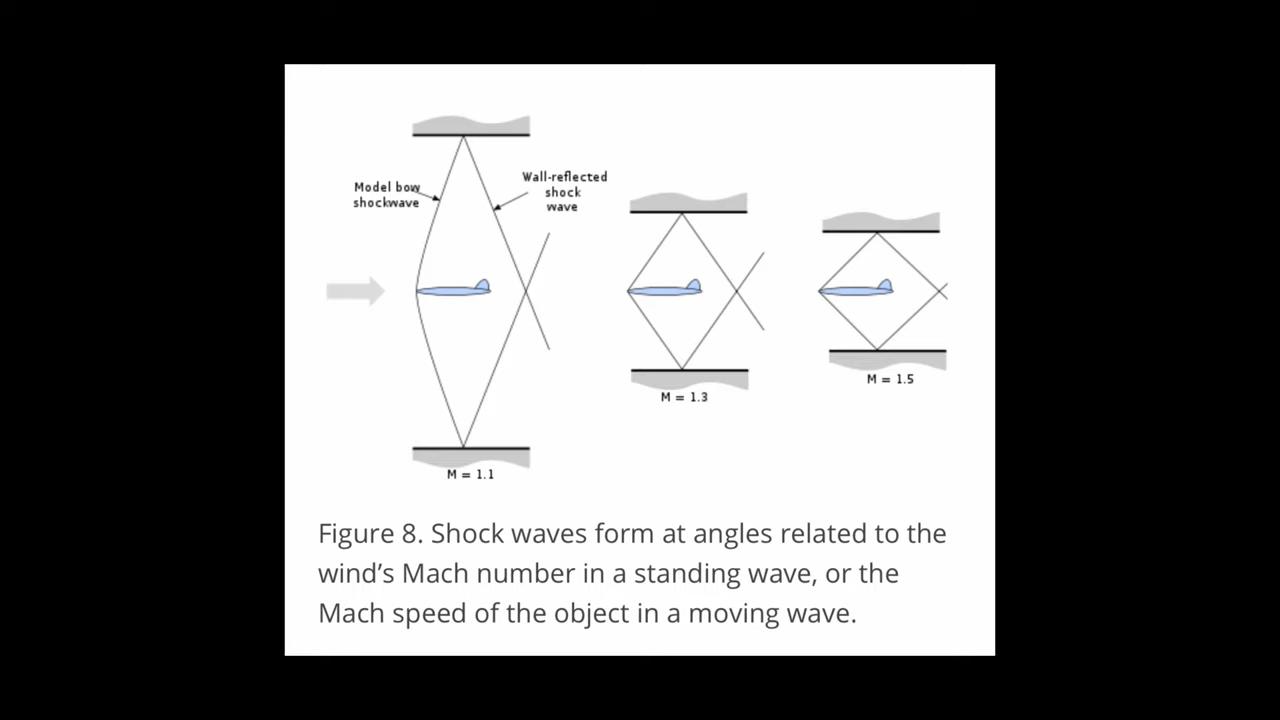 Model bow
shockwave
Wall-reflected
shock
wave
M = 1.1
M = 1.3
M = 1.5
Figure 8. Shock waves form at angles related to the
wind’s Mach number in a standing wave, or the
Mach speed of the object in a moving wave.